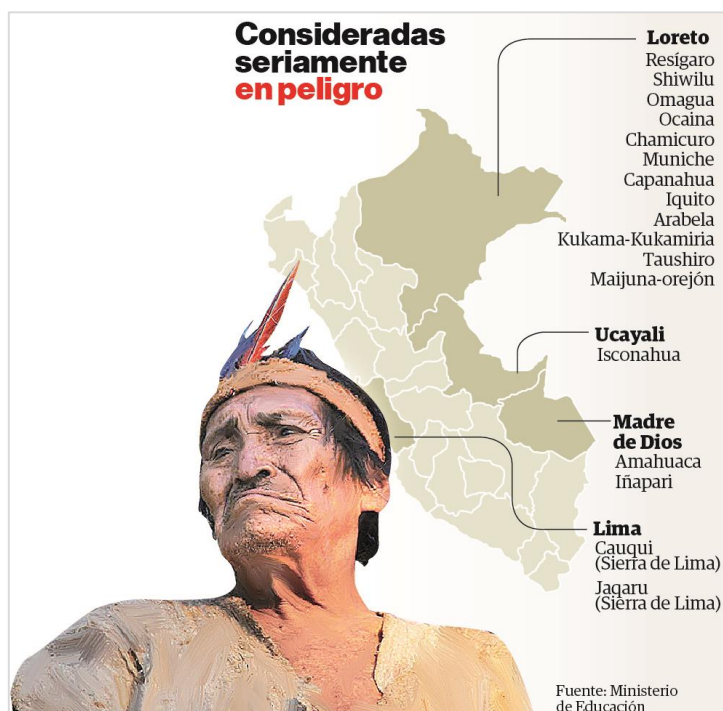 Consideradas
seriamente
en peligro
Loreto
Resígaro
Shiwilu
Omagua
Ocaina
Chamicuro
Muniche
Capanahua
Iquito
Arabela
Kukama-Kukamiria
Taushiro
Maijuna-orejón
Ucayali
Isconahua
Madre
de Dios
Amahuaca
Iñapari
Lima
Cauqui
(Sierra de Lima)
Jaqaru
(Sierra de Lima)
Fuente: Ministerio
de Educación